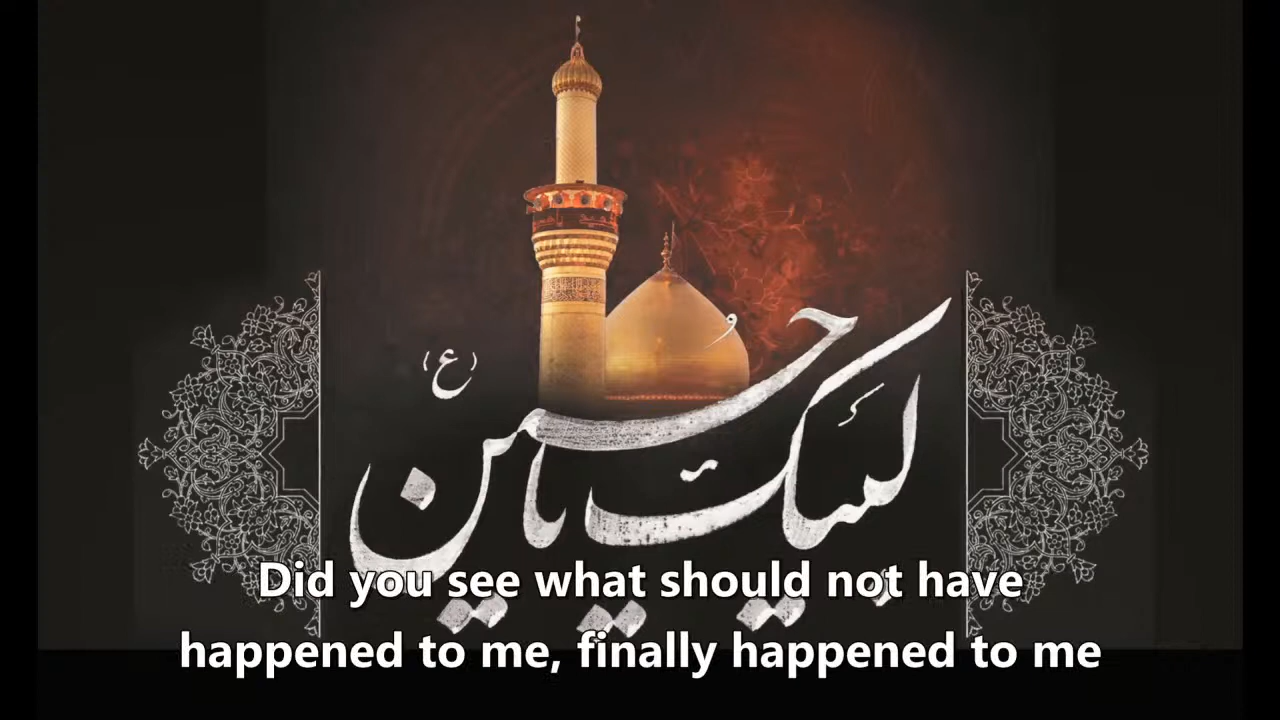 لبیک یا حسین
(ع)
Did you see what should not have
happened to me, finally happened to me